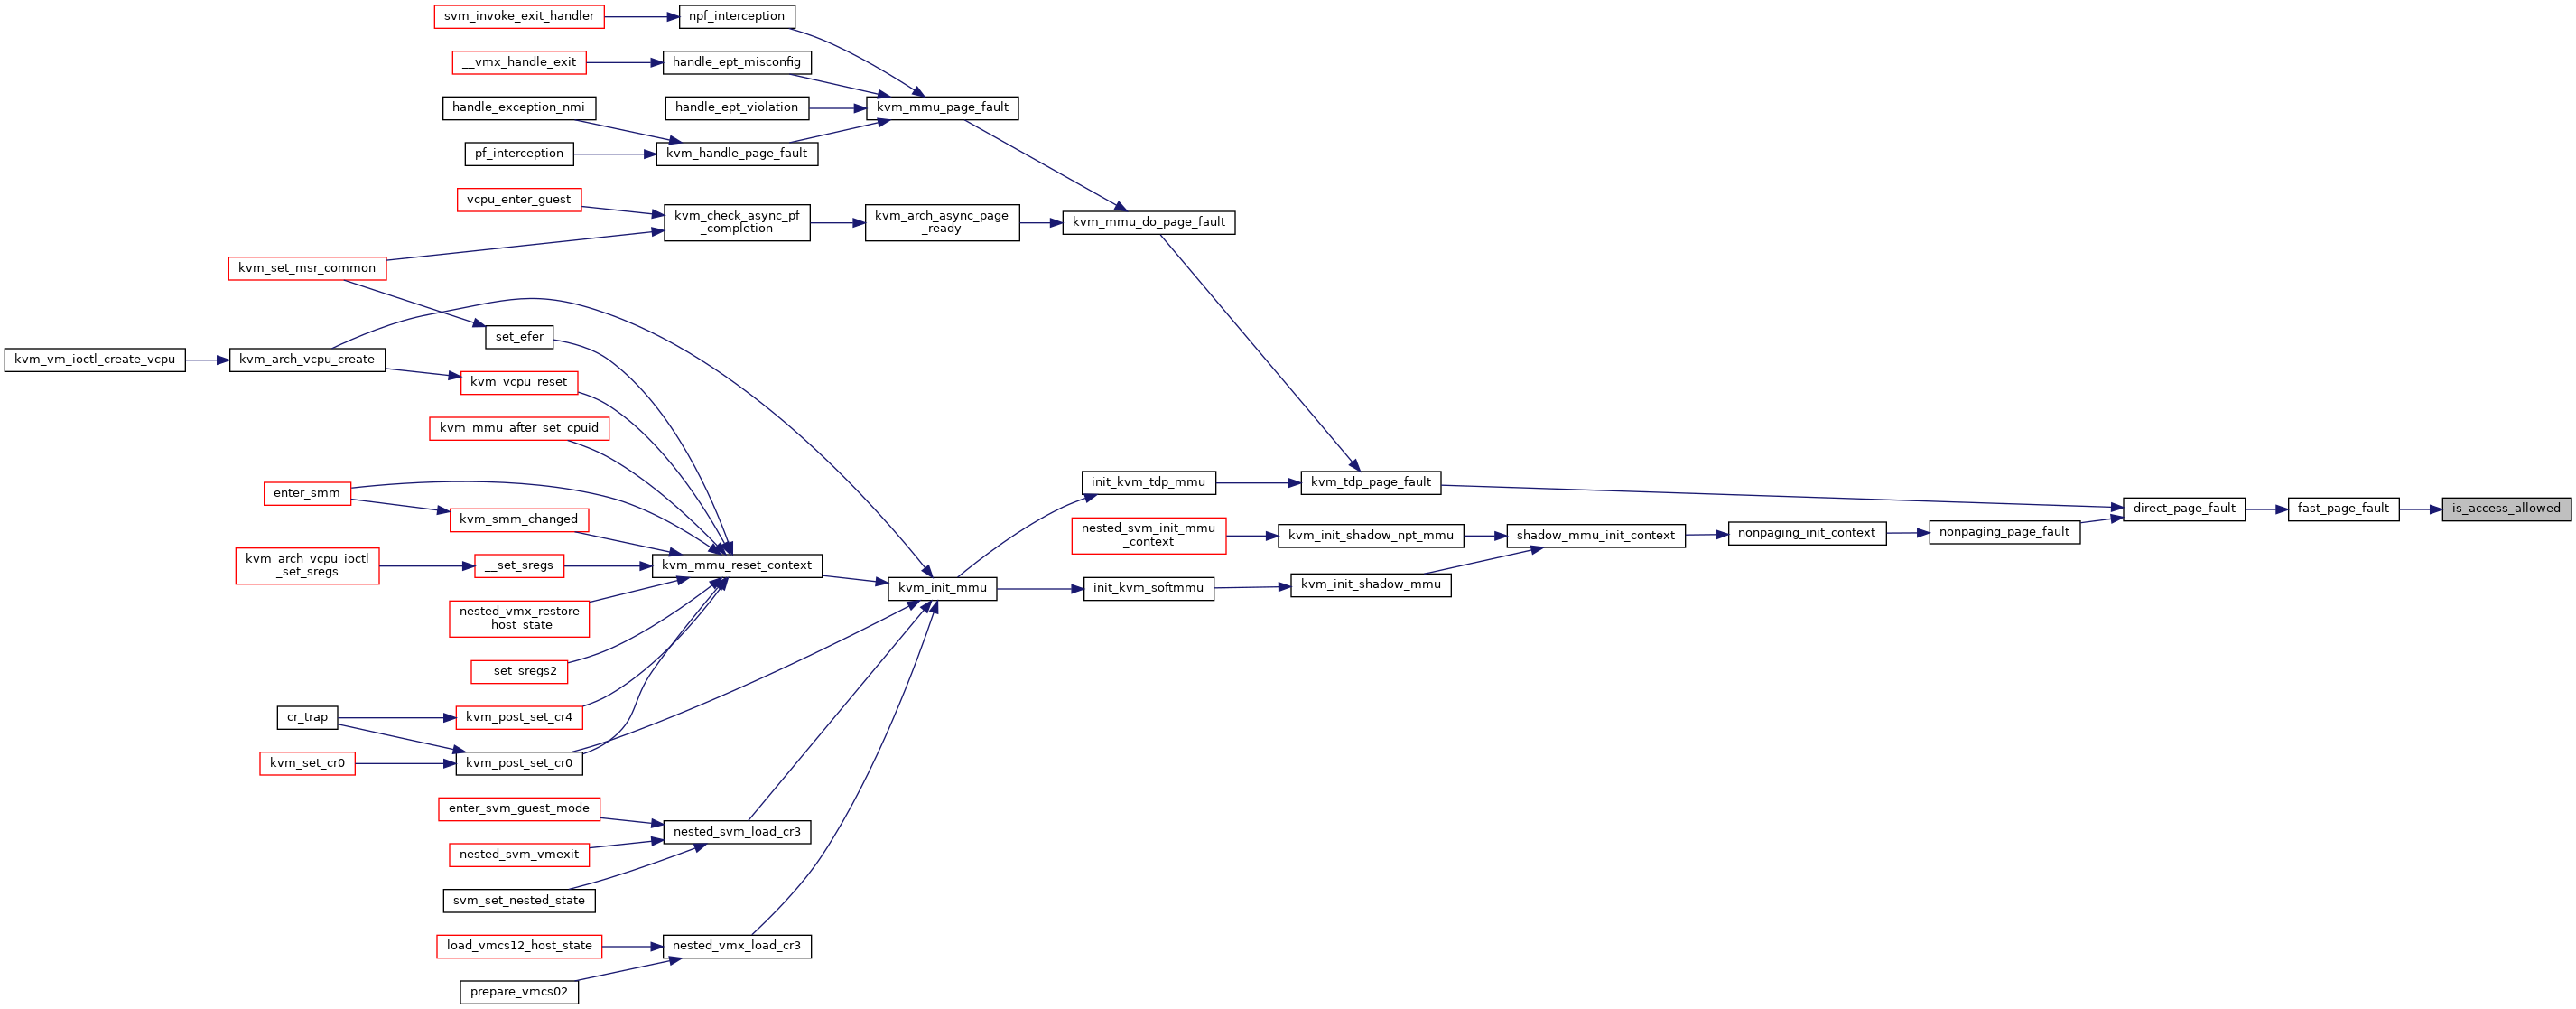 svm_invoke_exit_handler
npf_interception
__vmx_handle_exit
handle_ept_misconfig
handle_exception_nmi
handle_ept_violation
kvm_mmu_page_fault
pf_interception
kvm_handle_page_fault
vcpu_enter_guest
kvm_check_async_pf
_completion
kvm_arch_async_page
_ready
kvm_mmu_do_page_fault
kvm_set_msr_common
set_efer
kvm_vm_ioctl_create_vcpu
kvm_arch_vcpu_create
kvm_vcpu_reset
kvm_mmu_after_set_cpuid
enter_smm
kvm_smm_changed
init_kvm_tdp_mmu
kvm_tdp_page_fault
direct_page_fault
fast_page_fault
is_access_allowed
nested_svm_init_mmu
_context
kvm_init_shadow_npt_mmu
shadow_mmu_init_context
nonpaging_init_context
nonpaging_page_fault
kvm_arch_vcpu_ioctl
_set_sregs
__set_sregs
kvm_mmu_reset_context
kvm_init_mmu
init_kvm_softmmu
kvm_init_shadow_mmu
nested_vmx_restore
_host_state
__set_sregs2
cr_trap
kvm_post_set_cr4
kvm_set_cr0
kvm_post_set_cr0
enter_svm_guest_mode
nested_svm_load_cr3
nested_svm_vmexit
svm_set_nested_state
load_vmcs12_host_state
nested_vmx_load_cr3
prepare_vmcs02